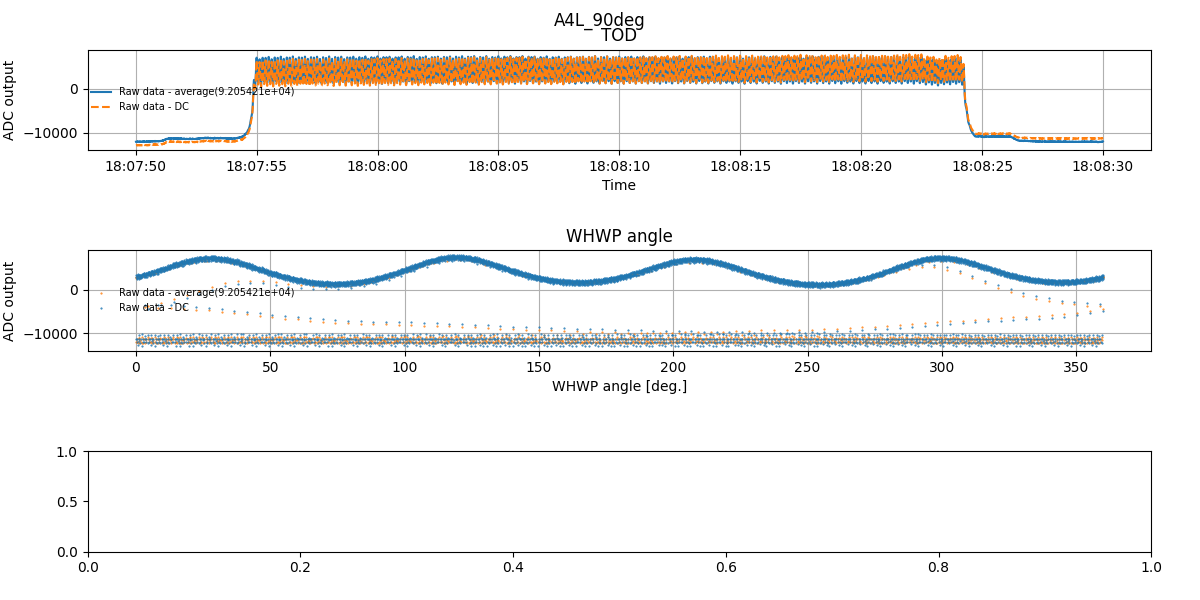 A4L_90deg
TOD
ADC output
0
−10000
Raw data - average(9.205421e+04)
Raw data - DC
18:07:50 18:07:55 18:08:00 18:08:05 18:08:10 18:08:15 18:08:20 18:08:25 18:08:30
Time
WHWP angle
ADC output
0
−10000
Raw data - average(9.205421e+04)
Raw data - DC
0 50 100 150 200 250 300 350
WHWP angle [deg.]
1.0
0.5
0.0
0.0 0.2 0.4 0.6 0.8 1.0